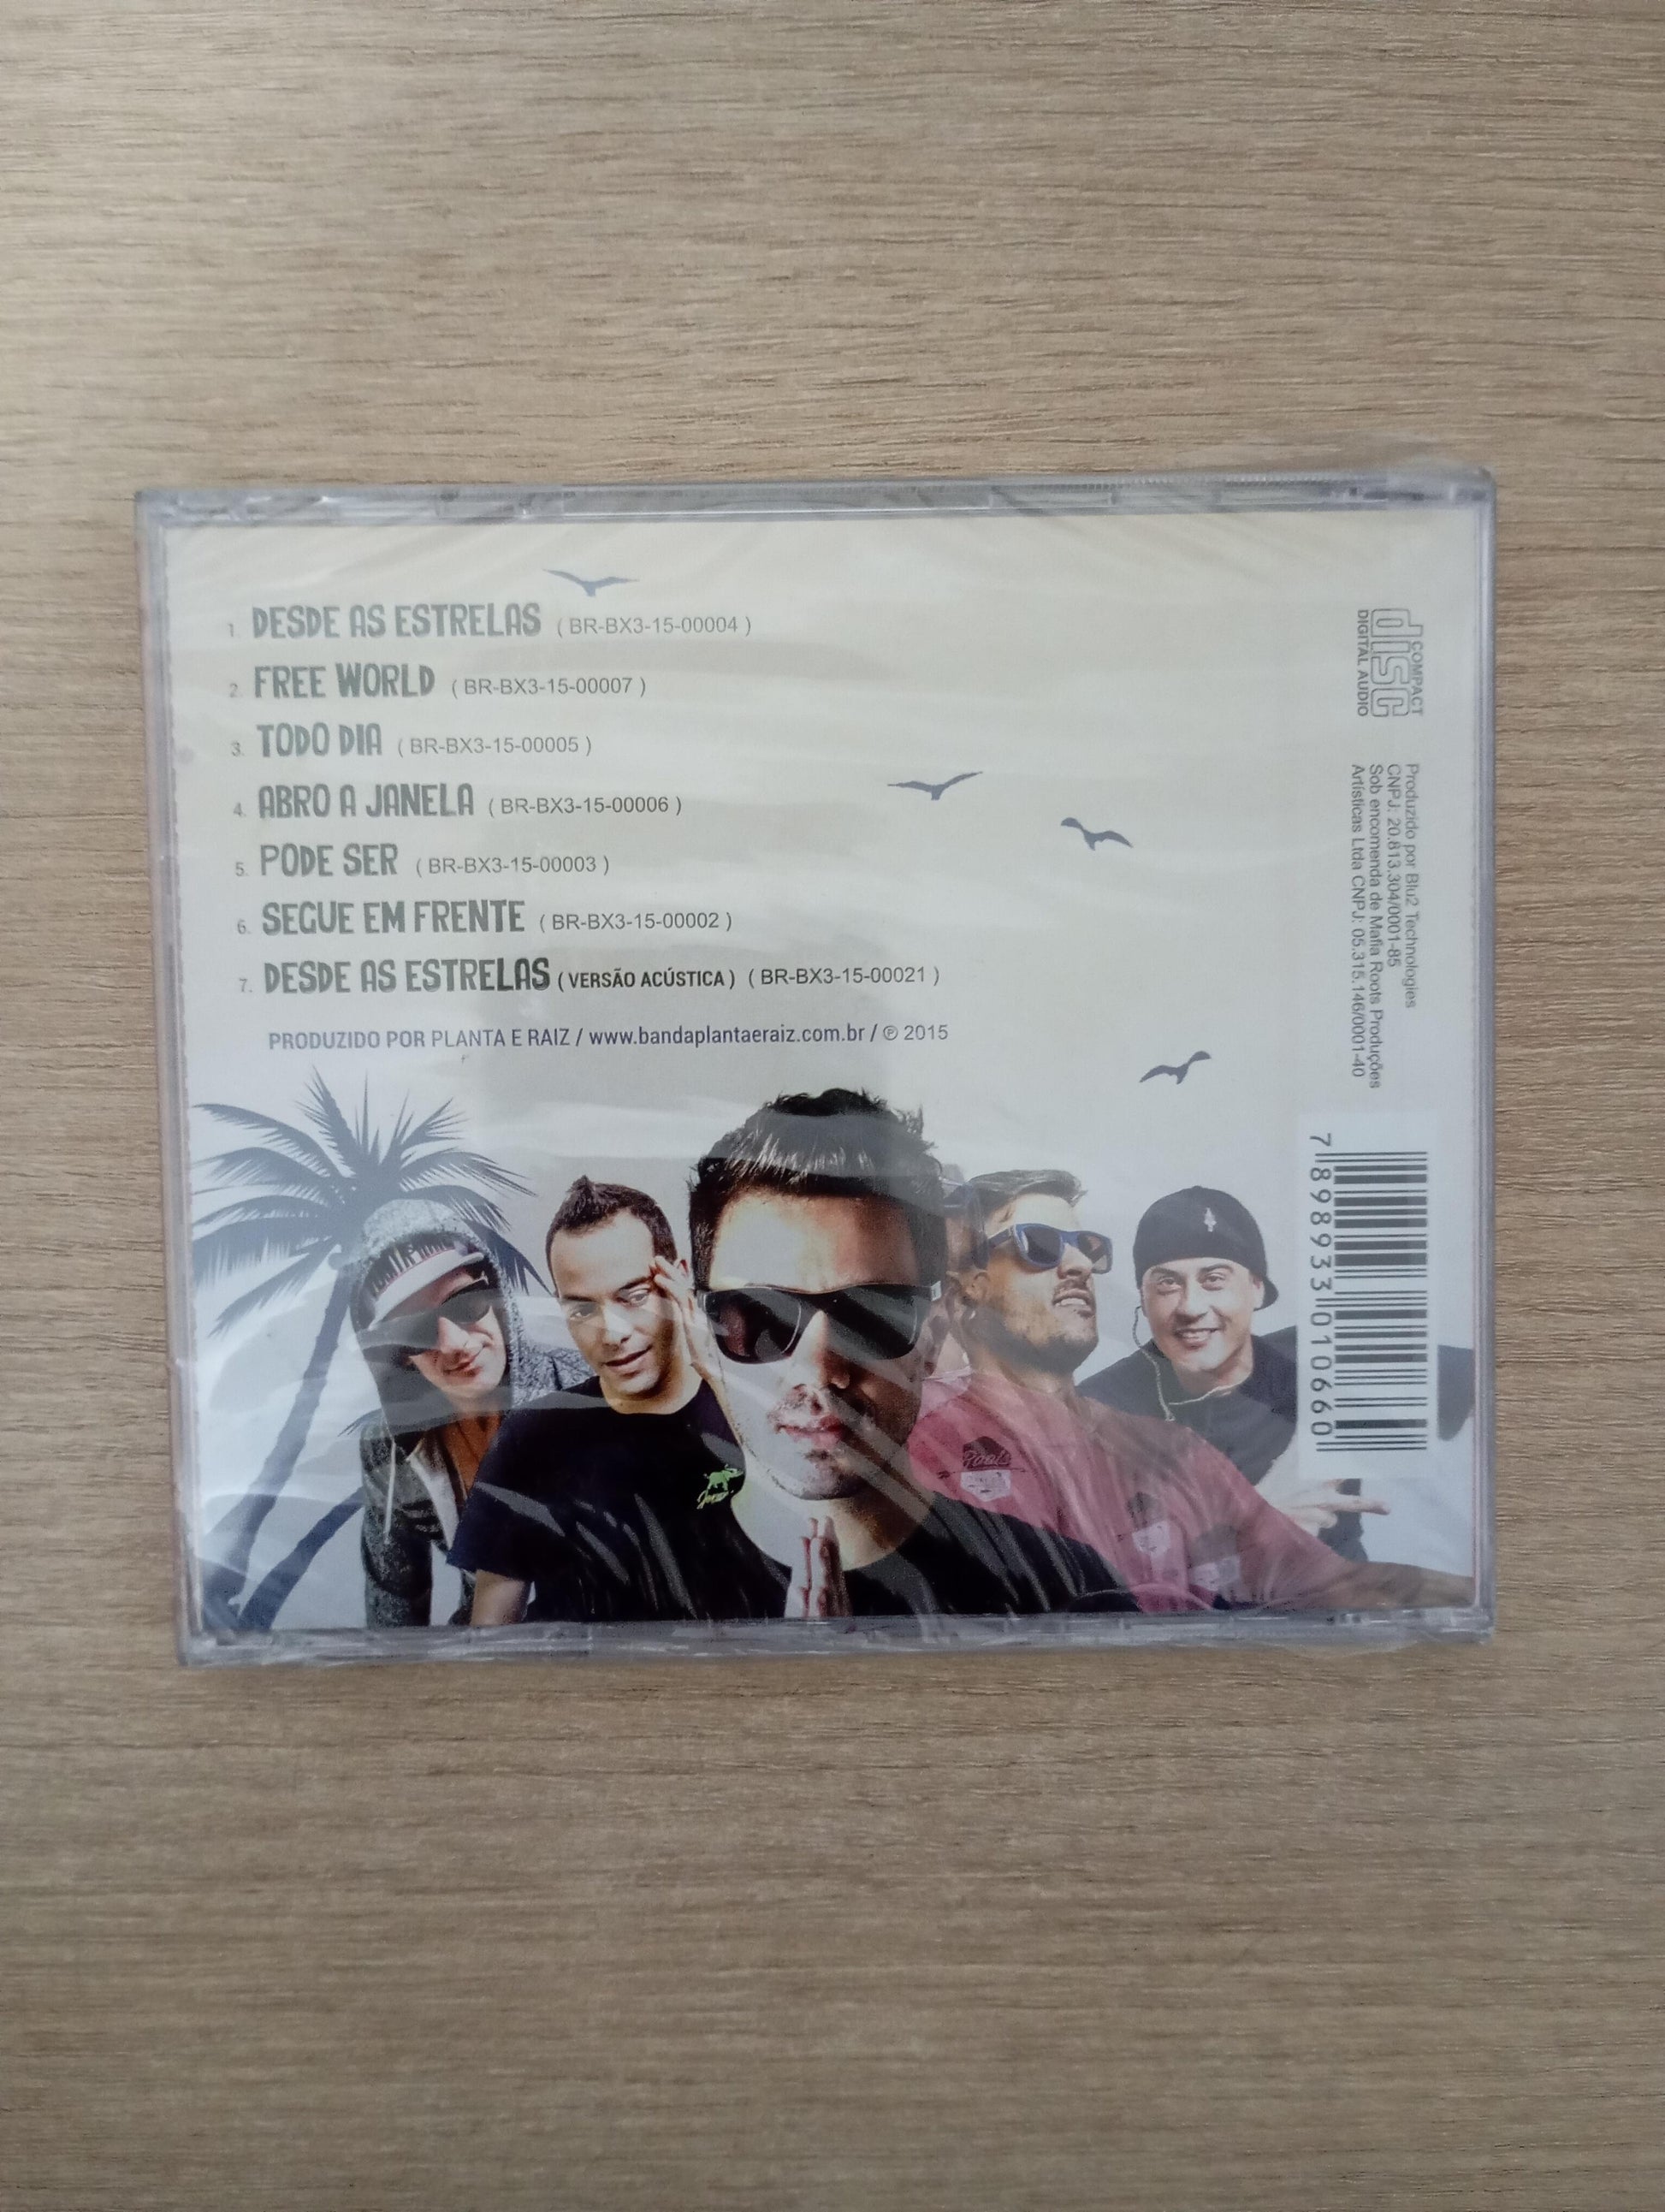 1. DESDE AS ESTRELAS ( BR-BX3-15-00004 )
2. FREE WORLD ( BR-BX3-15-00007 )
3. TODO DIA ( BR-BX3-15-00005 )
4. ABRO A JANELA ( BR-BX3-15-00006 )
5. PODE SER ( BR-BX3-15-00003 )
6. SEGUE EM FRENTE ( BR-BX3-15-00002 )
7. DESDE AS ESTRELAS ( VERSÃO ACÚSTICA ) ( BR-BX3-15-00021 )
PRODUZIDO POR PLANTA E RAIZ / www.bandaplantaeraiz.com.br / ℗ 2015
COMPACT
disc
DIGITAL AUDIO
Produzido por Blu2 Technologies
CNPJ. 20.813.304/0001-85
Sob encomenda de Mafia Roots Produções
Artísticas Ltda CNPJ: 05.315.146/0001-40
7 898933 010660
Roots